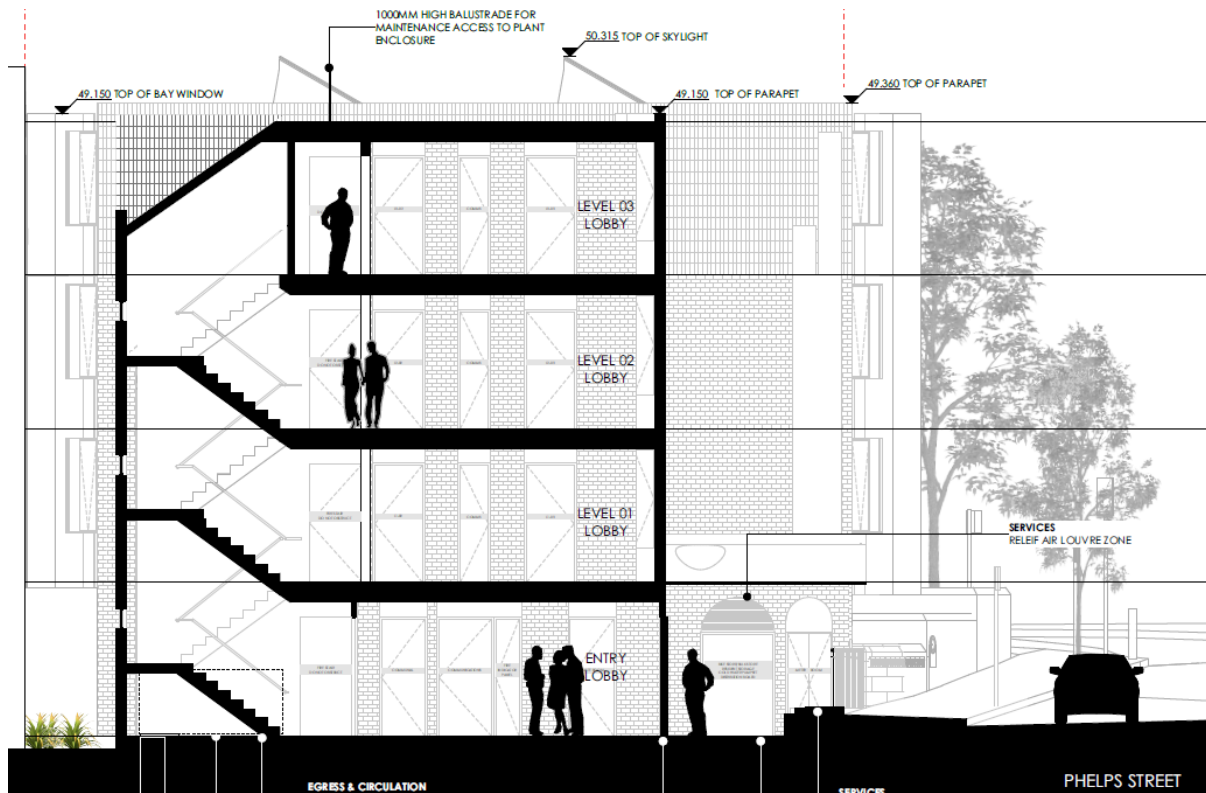 1000MM HIGH BALUSTRADE FOR
MAINTENANCE ACCESS TO PLANT
ENCLOSURE
50.315 TOP OF SKYLIGHT
49.150 TOP OF BAY WINDOW
49.150 TOP OF PARAPET
49.360 TOP OF PARAPET
LEVEL 03
LOBBY
LEVEL 02
LOBBY
LEVEL 01
LOBBY
SERVICES
RELEIF AIR LOUVRE ZONE
ENTRY
LOBBY
PHELPS STREET
EGRESS & CIRCULATION
SERVICES